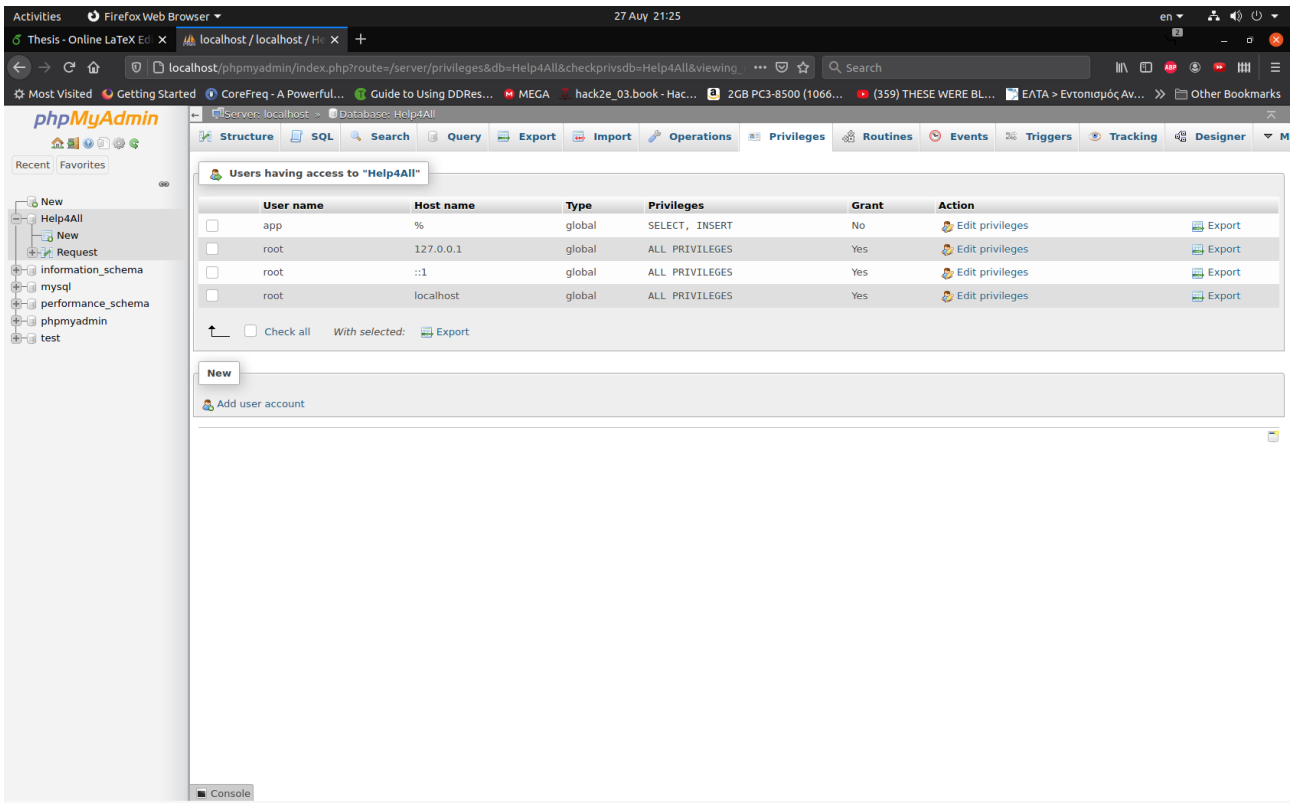 Activities Firefox Web Browser 27 Αυγ 21:25 en
Thesis - Online LaTeX Ed localhost / localhost / He 2
localhost/phpmyadmin/index.php?route=/server/privileges&db=Help4All&checkprivsdb=Help4All&viewing_ Search ABP
Most Visited Getting Started CoreFreq - A Powerful… Guide to Using DDRes… MEGA hack2e_03.book - Hac… 2GB PC3-8500 (1066… (359) THESE WERE BL… ΕΛΤΑ > Εντοπισμός Αν… Other Bookmarks
phpMyAdmin
Server: localhost » Database: Help4All
Structure SQL Search Query Export Import Operations Privileges Routines Events Triggers Tracking Designer M
Recent Favorites
New
Help4All
New
Request
information_schema
mysql
performance_schema
phpmyadmin
test
Users having access to "Help4All"
User name Host name Type Privileges Grant Action
app % global SELECT, INSERT No Edit privileges Export
root 127.0.0.1 global ALL PRIVILEGES Yes Edit privileges Export
root ::1 global ALL PRIVILEGES Yes Edit privileges Export
root localhost global ALL PRIVILEGES Yes Edit privileges Export
Check all With selected: Export
New
Add user account
Console